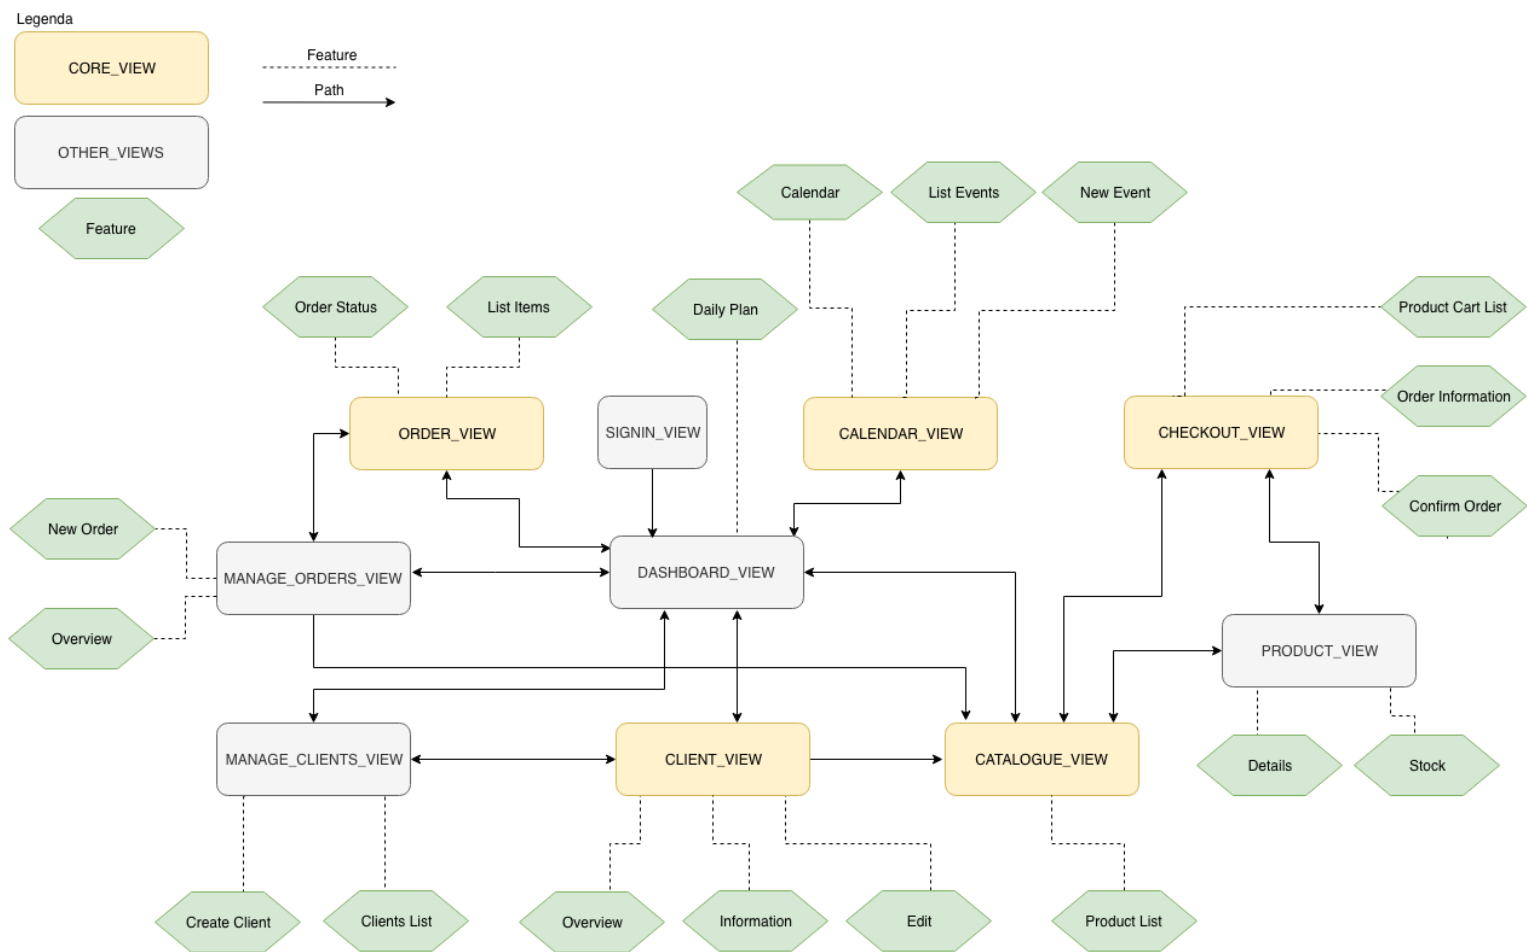 Legenda
CORE_VIEW
Feature
Path
OTHER_VIEWS
Feature
Calendar
List Events
New Event
Order Status
List Items
Daily Plan
Product Cart List
Order Information
ORDER_VIEW
SIGNIN_VIEW
CALENDAR_VIEW
CHECKOUT_VIEW
Confirm Order
New Order
MANAGE_ORDERS_VIEW
DASHBOARD_VIEW
Overview
PRODUCT_VIEW
MANAGE_CLIENTS_VIEW
CLIENT_VIEW
CATALOGUE_VIEW
Details
Stock
Create Client
Clients List
Overview
Information
Edit
Product List